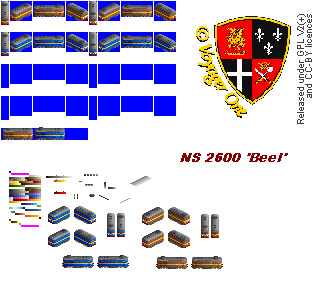 © Voyager One
Released under GPL v2(+)
and CC-BY licences
NS 2600 'Beel'